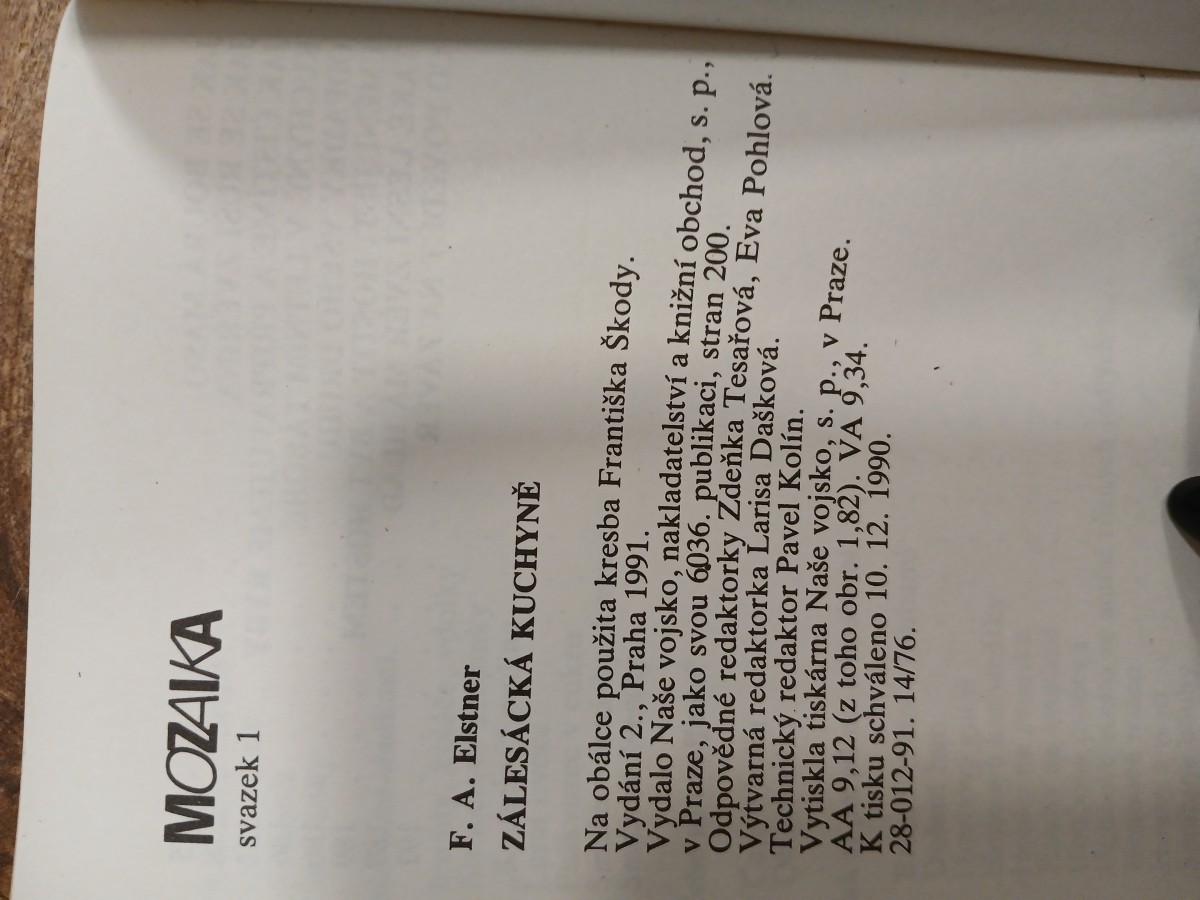 MOZAIKA
svazek 1
F. A. Elstner
ZÁLESÁCKÁ KUCHYNĚ
Na obálce použita kresba Františka Škody.
Vydání 2., Praha 1991.
Vydalo Naše vojsko, nakladatelství a knižní obchod, s. p.,
v Praze, jako svou 6036. publikaci, stran 200.
Odpovědné redaktorky Zdeňka Tesařová, Eva Pohlová.
Výtvarná redaktorka Larisa Dašková.
Technický redaktor Pavel Kolín.
Vytiskla tiskárna Naše vojsko, s. p., v Praze.
AA 9,12 (z toho obr. 1,82). VA 9,34.
K tisku schváleno 10. 12. 1990.
28-012-91. 14/76.